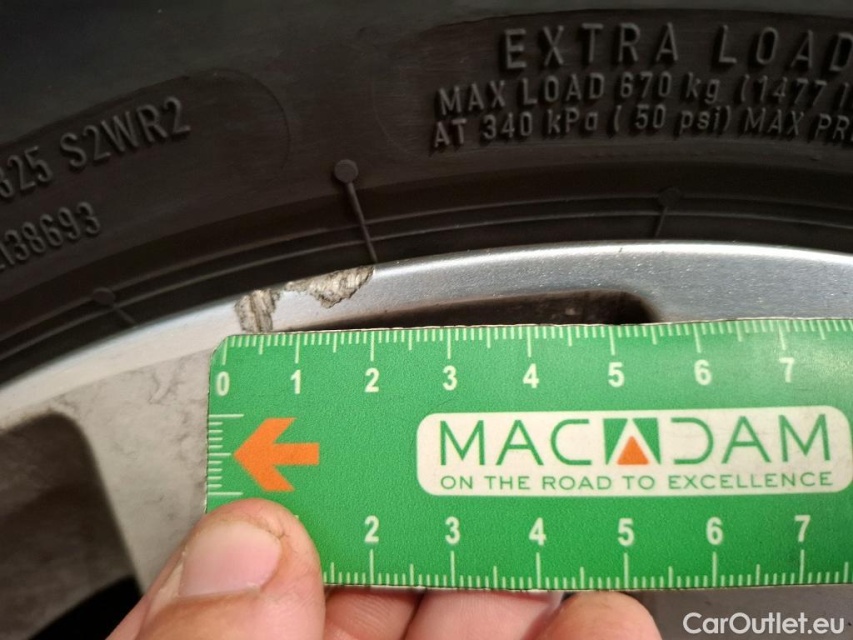 EXTRA LOAD
MAX LOAD 670 kg (1477
AT 340 kPa (50 psi) MAX
S2WR2
38693
0 1 2 3 4 5 6 7
MACADAM
ON THE ROAD TO EXCELLENCE
2 3 4 5 6 7
CarOutlet.eu